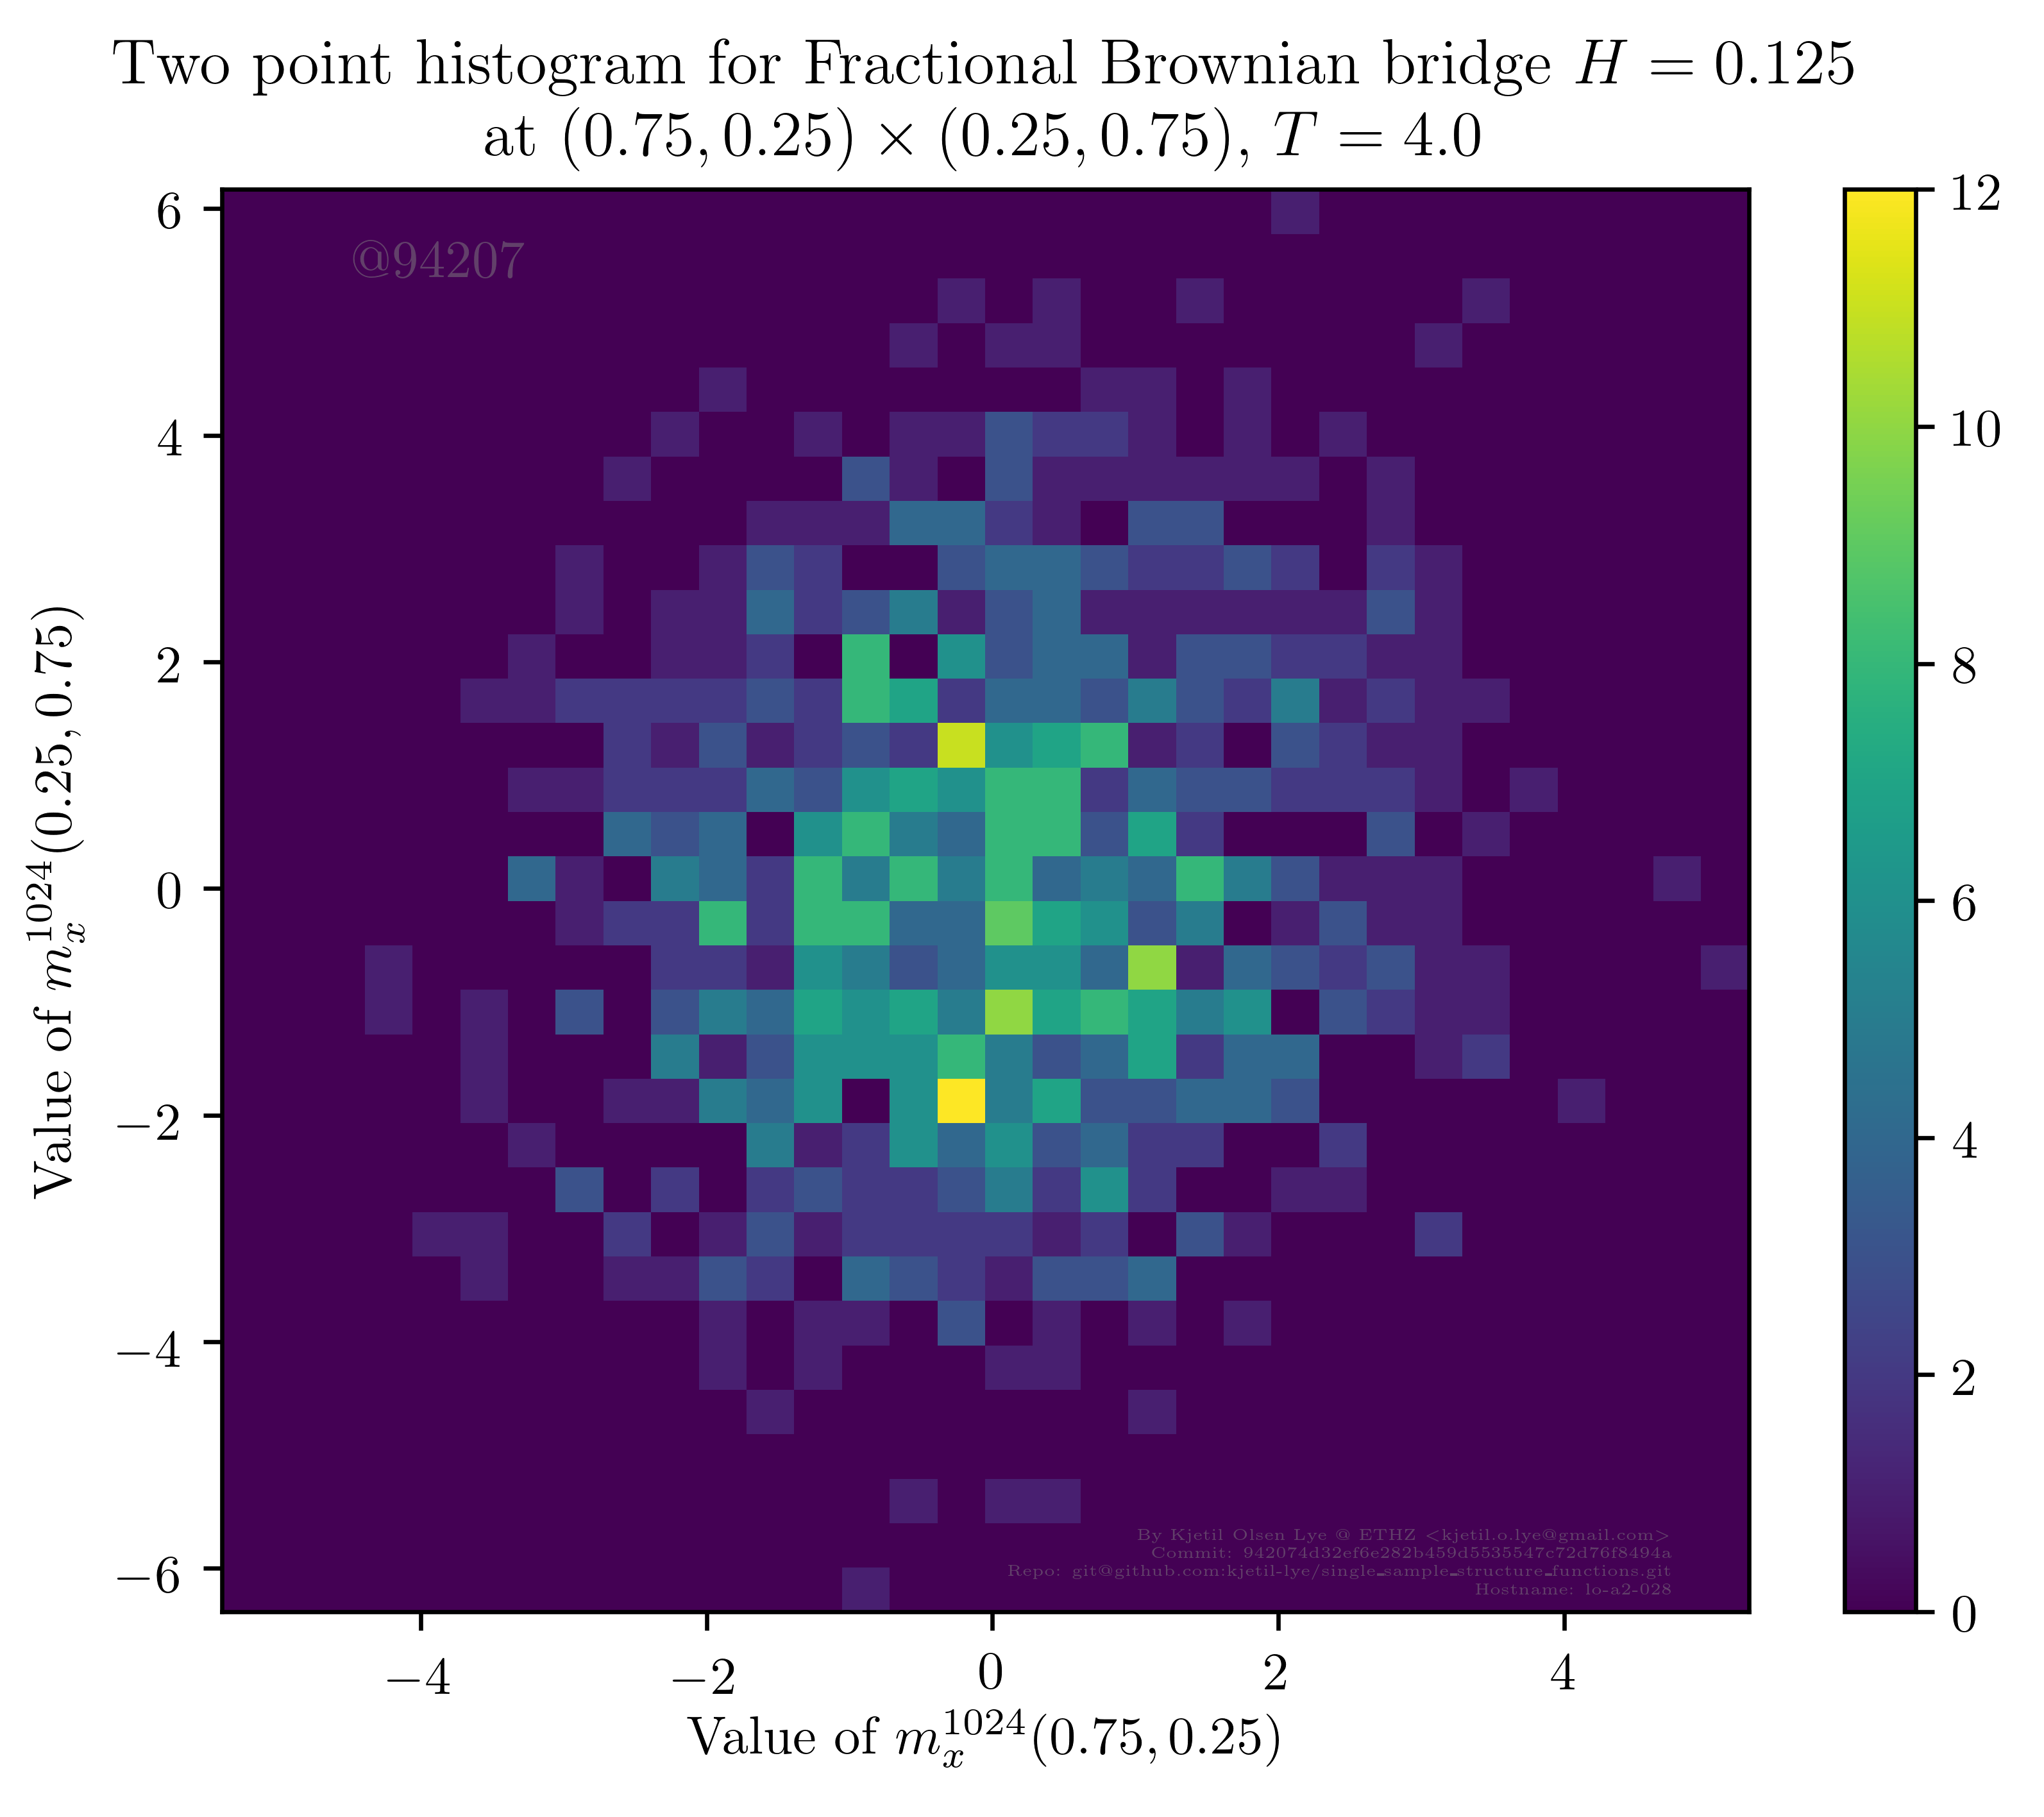 Two point histogram for Fractional Brownian bridge H = 0.125
at (0.75, 0.25) × (0.25, 0.75), T = 4.0
@94207
6
4
2
0
−2
−4
−6
Value of m_x^1024(0.25, 0.75)
−4 −2 0 2 4
Value of m_x^1024(0.75, 0.25)
12
10
8
6
4
2
0
By Kjetil Olsen Lye @ ETHZ <kjetil.o.lye@gmail.com>
Commit: 942074d32ef6e282b459d5535547c72d76f8494a
Repo: git@github.com:kjetil-lye/single_sample_structure_functions.git
Hostname: lo-a2-028